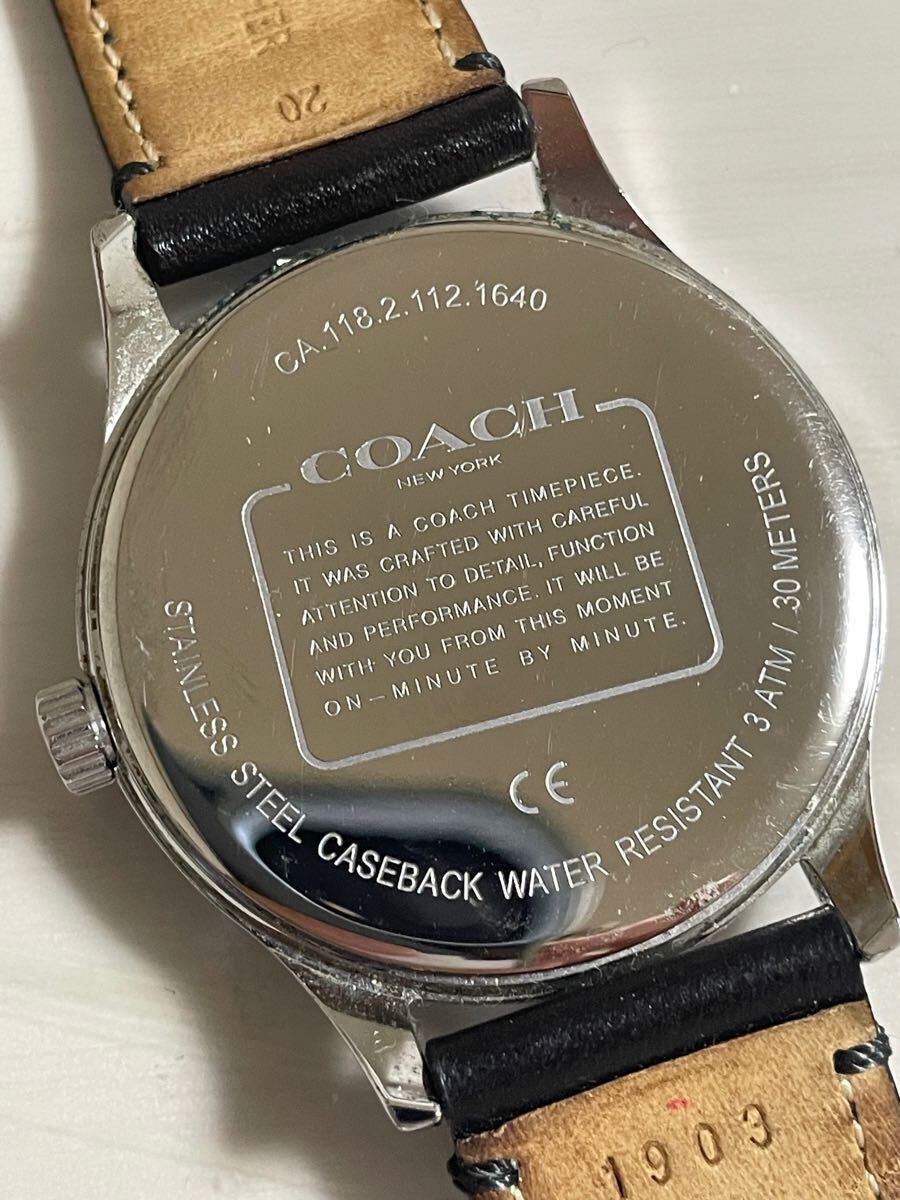 20
CA.118.2.112.1640
COACH
NEW YORK
THIS IS A COACH TIMEPIECE.
IT WAS CRAFTED WITH CAREFUL
ATTENTION TO DETAIL, FUNCTION
AND PERFORMANCE. IT WILL BE
WITH YOU FROM THIS MOMENT
ON—MINUTE BY MINUTE.
CE
STAINLESS STEEL CASEBACK WATER RESISTANT 3 ATM / 30 METERS
1903